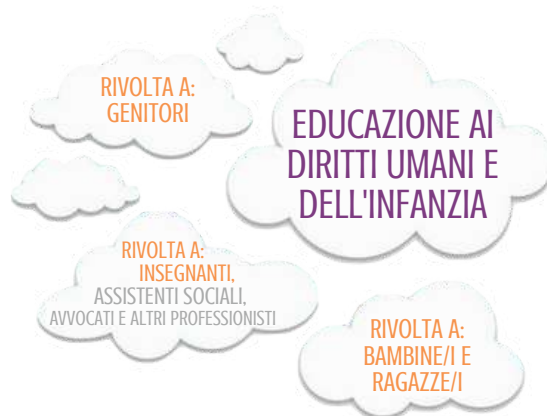 RIVOLTA A:
GENITORI
EDUCAZIONE AI
DIRITTI UMANI E
DELL'INFANZIA
RIVOLTA A:
INSEGNANTI,
ASSISTENTI SOCIALI,
AVVOCATI E ALTRI PROFESSIONISTI
RIVOLTA A:
BAMBINE/I E
RAGAZZE/I